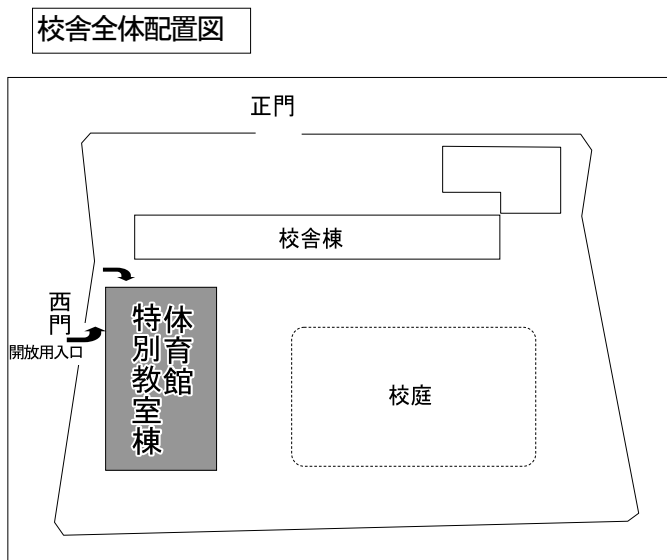 校舎全体配置図
正門
校舎棟
西門
開放用入口
体育館
特別教室棟
校庭